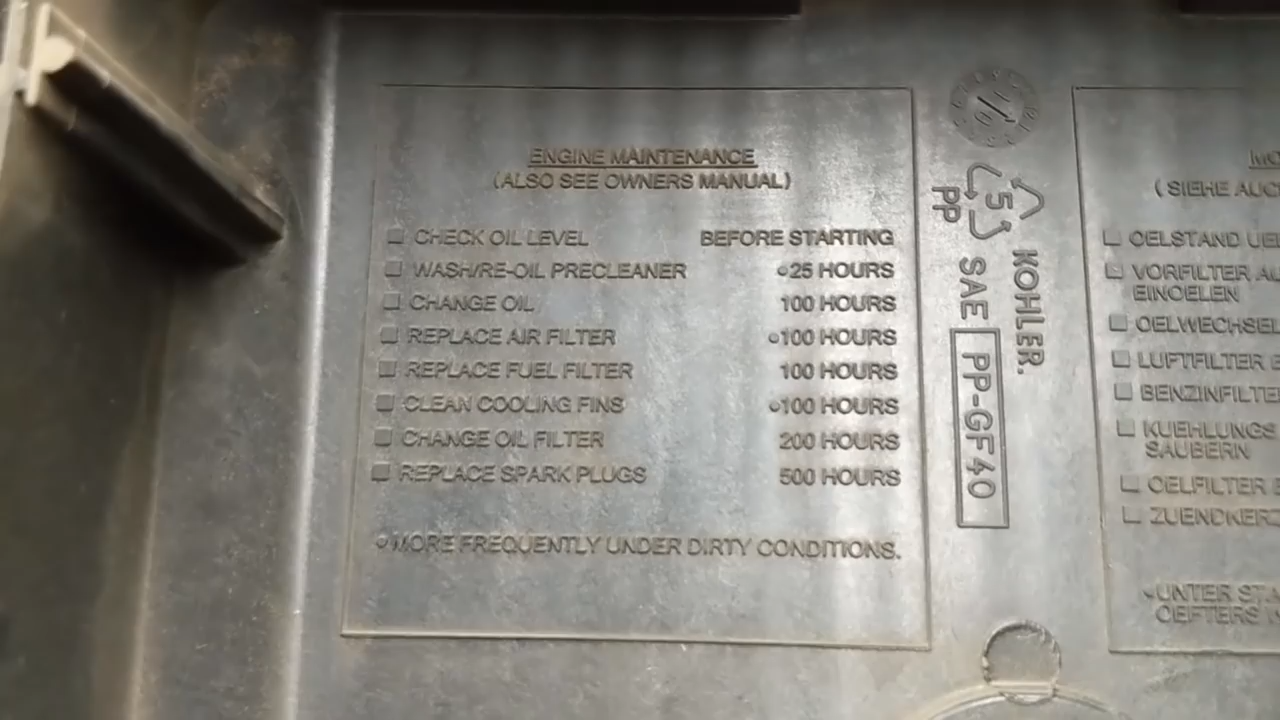 ENGINE MAINTENANCE
(ALSO SEE OWNERS MANUAL)
CHECK OIL LEVEL BEFORE STARTING
WASH/RE-OIL PRECLEANER °25 HOURS
CHANGE OIL 100 HOURS
REPLACE AIR FILTER °100 HOURS
REPLACE FUEL FILTER 100 HOURS
CLEAN COOLING FINS °100 HOURS
CHANGE OIL FILTER 200 HOURS
REPLACE SPARK PLUGS 500 HOURS
°MORE FREQUENTLY UNDER DIRTY CONDITIONS.
5
PP
KOHLER.
SAE PP-GF40
(SIEHE
OELSTAND
VORFILTER
EINOELEN
OELWECHSEL
LUFTFILTER
BENZINFILTER
KUEHLUNGS
SAUBERN
OELFILTER
UNTER
OEFTERS